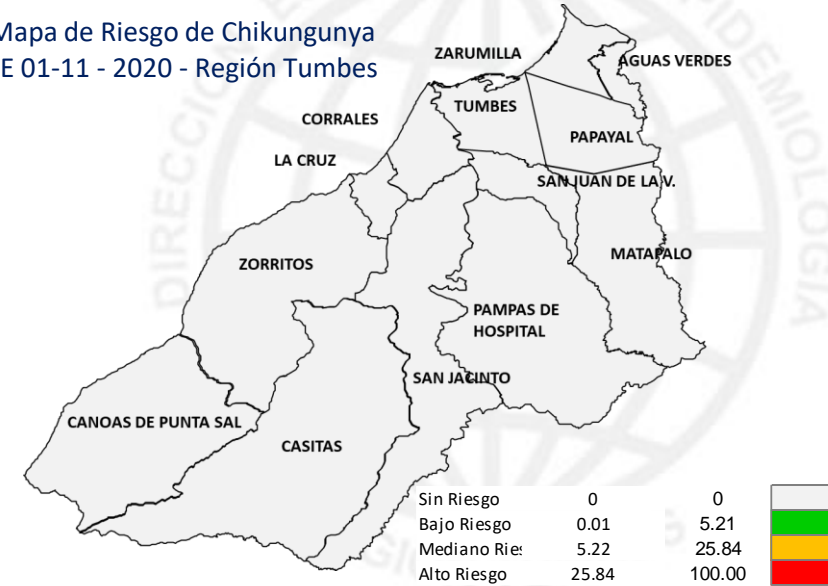 Mapa de Riesgo de Chikungunya
E 01-11 - 2020 - Región Tumbes
ZARUMILLA
AGUAS VERDES
CORRALES
TUMBES
PAPAYAL
LA CRUZ
SAN JUAN DE LA V.
ZORRITOS
MATAPALO
PAMPAS DE
HOSPITAL
SAN JACINTO
CANOAS DE PUNTA SAL
CASITAS
Sin Riesgo 0 0
Bajo Riesgo 0.01 5.21
Mediano Ries 5.22 25.84
Alto Riesgo 25.84 100.00
DIRECCIÓ
PIDEMIOLOGÍA